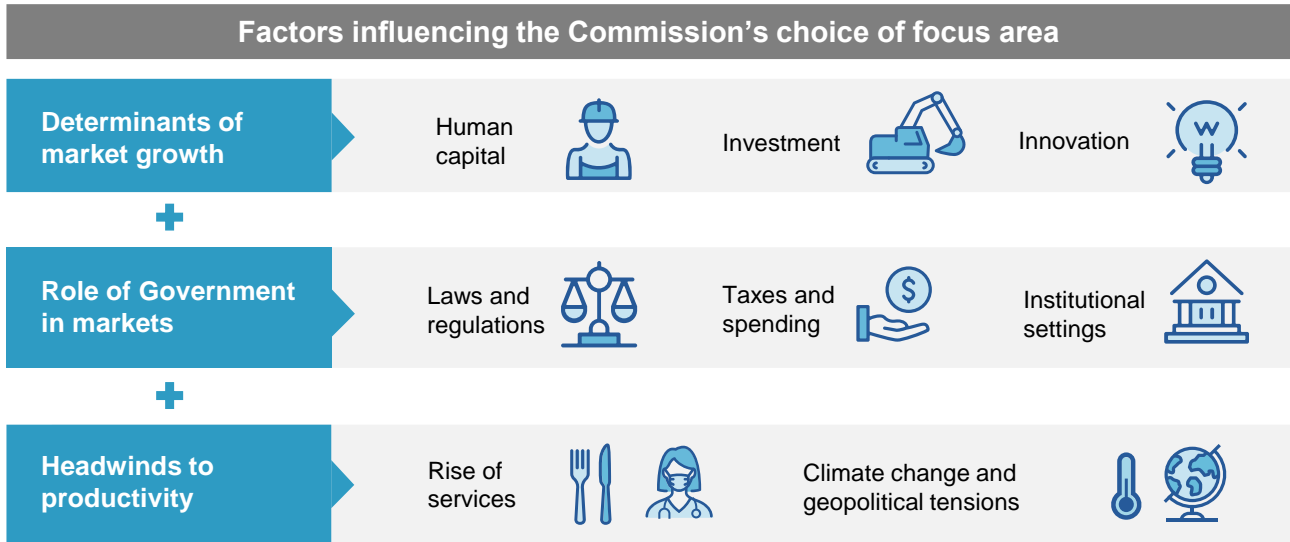 Factors influencing the Commission’s choice of focus area
Determinants of
market growth
Human
capital
Investment
Innovation
Role of Government
in markets
Laws and
regulations
Taxes and
spending
$
Institutional
settings
Headwinds to
productivity
Rise of
services
Climate change and
geopolitical tensions